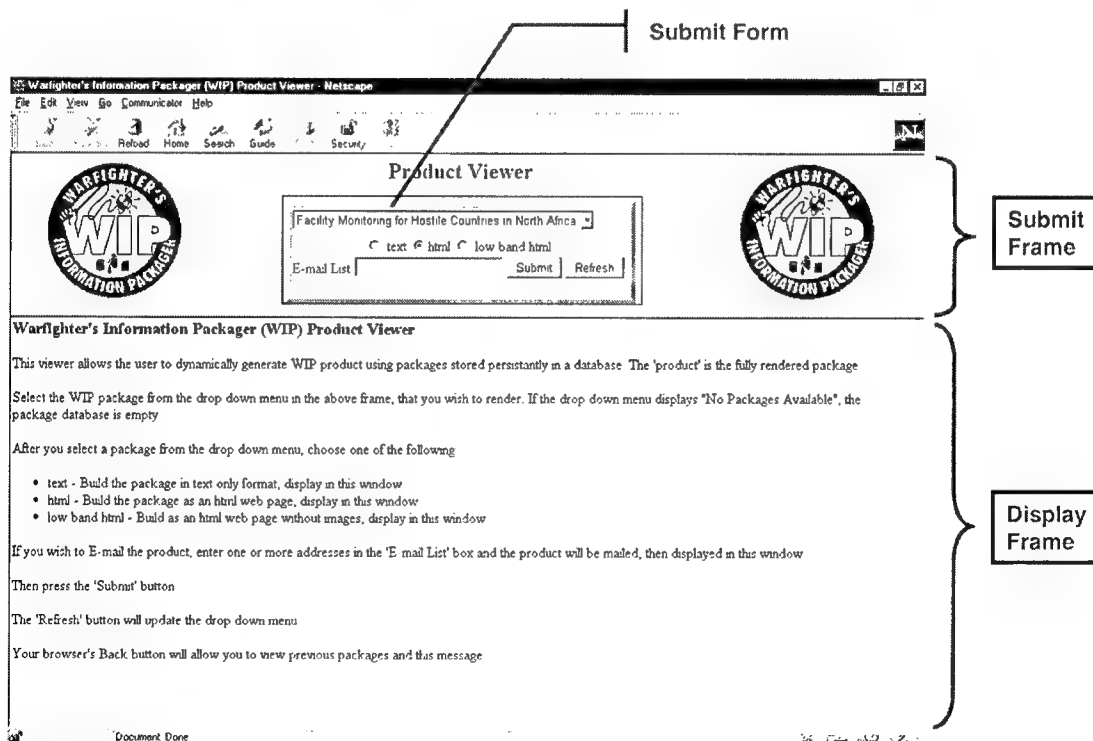 Submit Form
Warfighter's Information Packager (WIP) Product Viewer - Netscape
File Edit View Go Communicator Help
Reload Home Search Guide Security
N
Product Viewer
WARFIGHTER'S
WIP
INFORMATION PACKAGER
Facility Monitoring for Hostile Countries in North Africa
text html low band html
E-mail List Submit Refresh
WARFIGHTER'S
WIP
INFORMATION PACKAGER
Submit
Frame
Warfighter's Information Packager (WIP) Product Viewer
This viewer allows the user to dynamically generate WIP product using packages stored persistantly in a database The 'product' is the fully rendered package
Select the WIP package from the drop down menu in the above frame, that you wish to render. If the drop down menu displays "No Packages Available", the
package database is empty
After you select a package from the drop down menu, choose one of the following
• text - Build the package in text only format, display in this window
• html - Build the package as an html web page, display in this window
• low band html - Build as an html web page without images, display in this window
If you wish to E-mail the product, enter one or more addresses in the 'E mail List' box and the product will be mailed, then displayed in this window
Then press the 'Submit' button
The 'Refresh' button will update the drop down menu
Your browser's Back button will allow you to view previous packages and this message
Display
Frame
Document Done